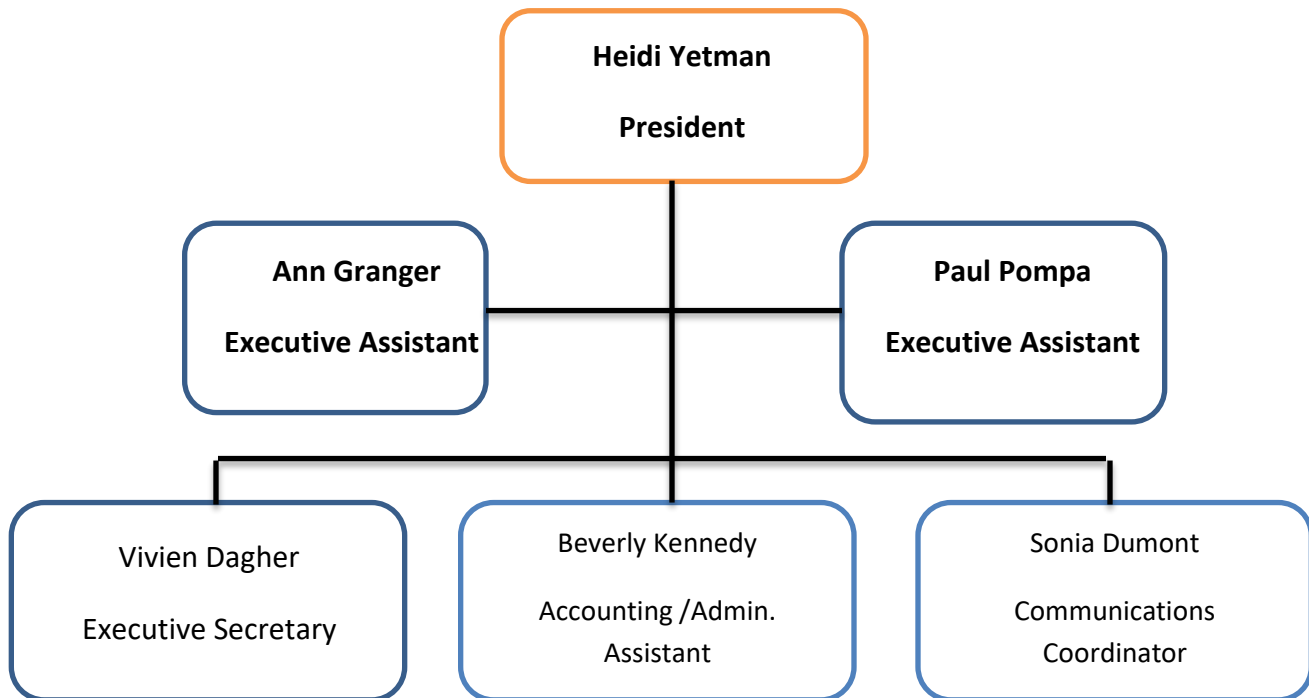 Heidi Yetman
President
Ann Granger
Executive Assistant
Paul Pompa
Executive Assistant
Vivien Dagher
Executive Secretary
Beverly Kennedy
Accounting /Admin.
Assistant
Sonia Dumont
Communications
Coordinator